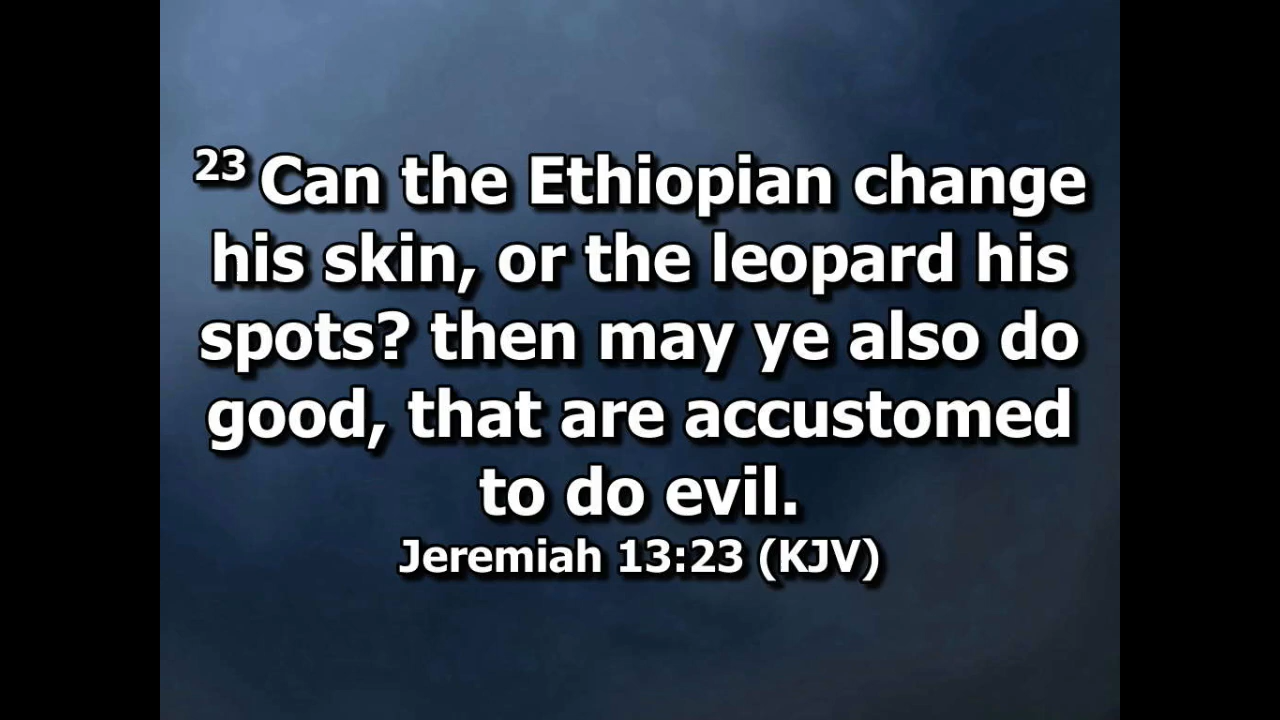 23 Can the Ethiopian change
his skin, or the leopard his
spots? then may ye also do
good, that are accustomed
to do evil.
Jeremiah 13:23 (KJV)